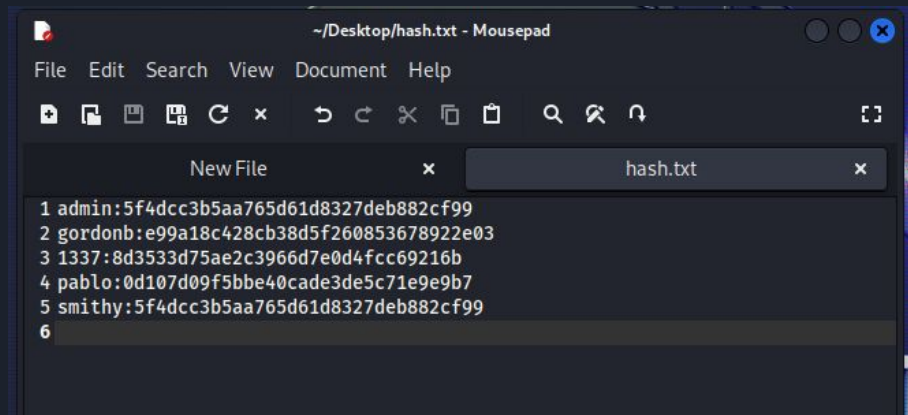 ~/Desktop/hash.txt - Mousepad
File Edit Search View Document Help
New File hash.txt
1 admin:5f4dcc3b5aa765d61d8327deb882cf99
2 gordonb:e99a18c428cb38d5f260853678922e03
3 1337:8d3533d75ae2c3966d7e0d4fcc69216b
4 pablo:0d107d09f5bbe40cade3de5c71e9e9b7
5 smithy:5f4dcc3b5aa765d61d8327deb882cf99
6